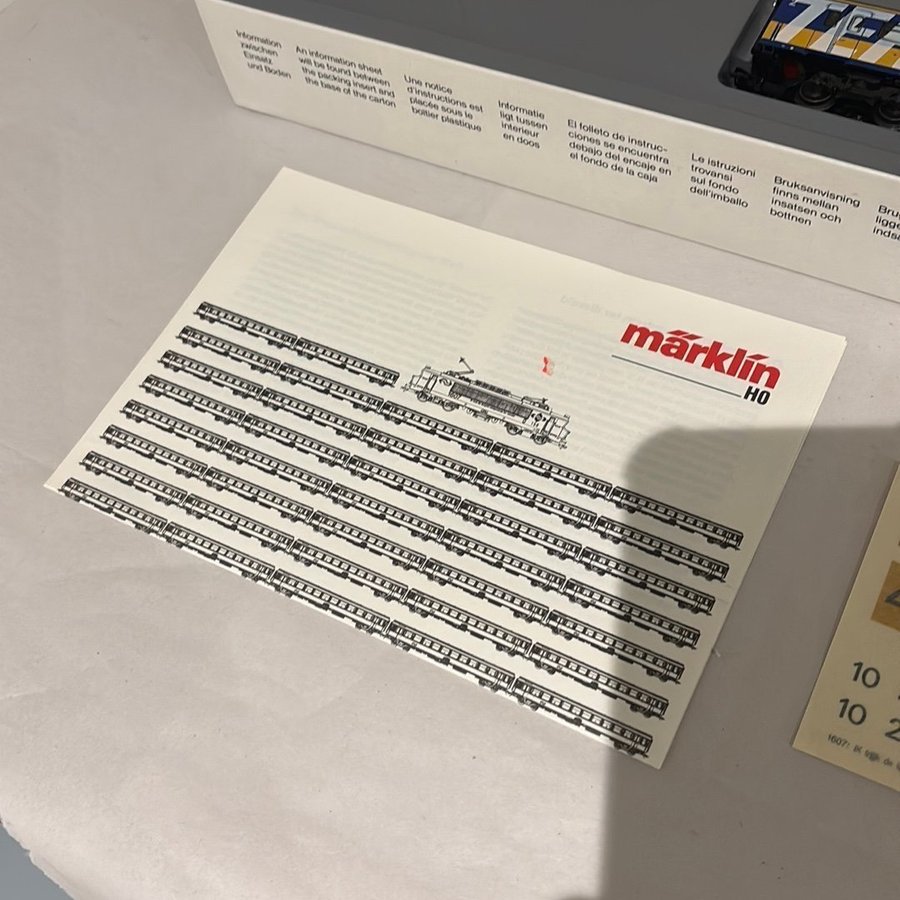 Information
zwischen
Einsatz
und Boden
An information sheet
will be found between
the packing insert and
the base of the carton
Une notice
d'instructions est
placée sous le
boîtier plastique
Informatie
ligt tussen
interieur
en doos
El folleto de instruc-
ciones se encuentra
debajo del encaje en
el fondo de la caja
Le istruzioni
trovansi
sul fondo
dell'imballo
Bruksanvisning
finns mellan
insatsen och
bottnen
märklin
H0
10
10 2